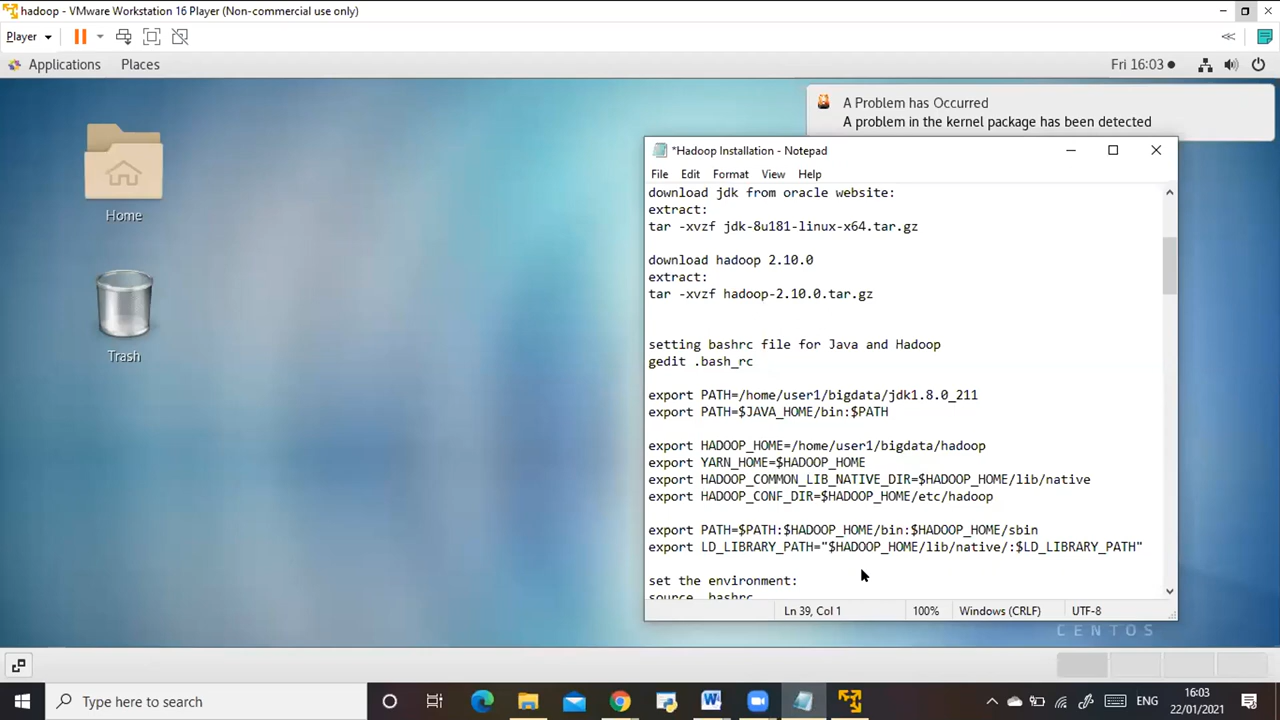 hadoop - VMware Workstation 16 Player (Non-commercial use only)
Player
Applications Places Fri 16:03
A Problem has Occurred
A problem in the kernel package has been detected
Home
Trash
*Hadoop Installation - Notepad
File Edit Format View Help
download jdk from oracle website:
extract:
tar -xvzf jdk-8u181-linux-x64.tar.gz
download hadoop 2.10.0
extract:
tar -xvzf hadoop-2.10.0.tar.gz
setting bashrc file for Java and Hadoop
gedit .bash_rc
export PATH=/home/user1/bigdata/jdk1.8.0_211
export PATH=$JAVA_HOME/bin:$PATH
export HADOOP_HOME=/home/user1/bigdata/hadoop
export YARN_HOME=$HADOOP_HOME
export HADOOP_COMMON_LIB_NATIVE_DIR=$HADOOP_HOME/lib/native
export HADOOP_CONF_DIR=$HADOOP_HOME/etc/hadoop
export PATH=$PATH:$HADOOP_HOME/bin:$HADOOP_HOME/sbin
export LD_LIBRARY_PATH="$HADOOP_HOME/lib/native/:$LD_LIBRARY_PATH"
set the environment:
source .bashrc
Ln 39, Col 1 100% Windows (CRLF) UTF-8
CENTOS
Type here to search
ENG
16:03
22/01/2021